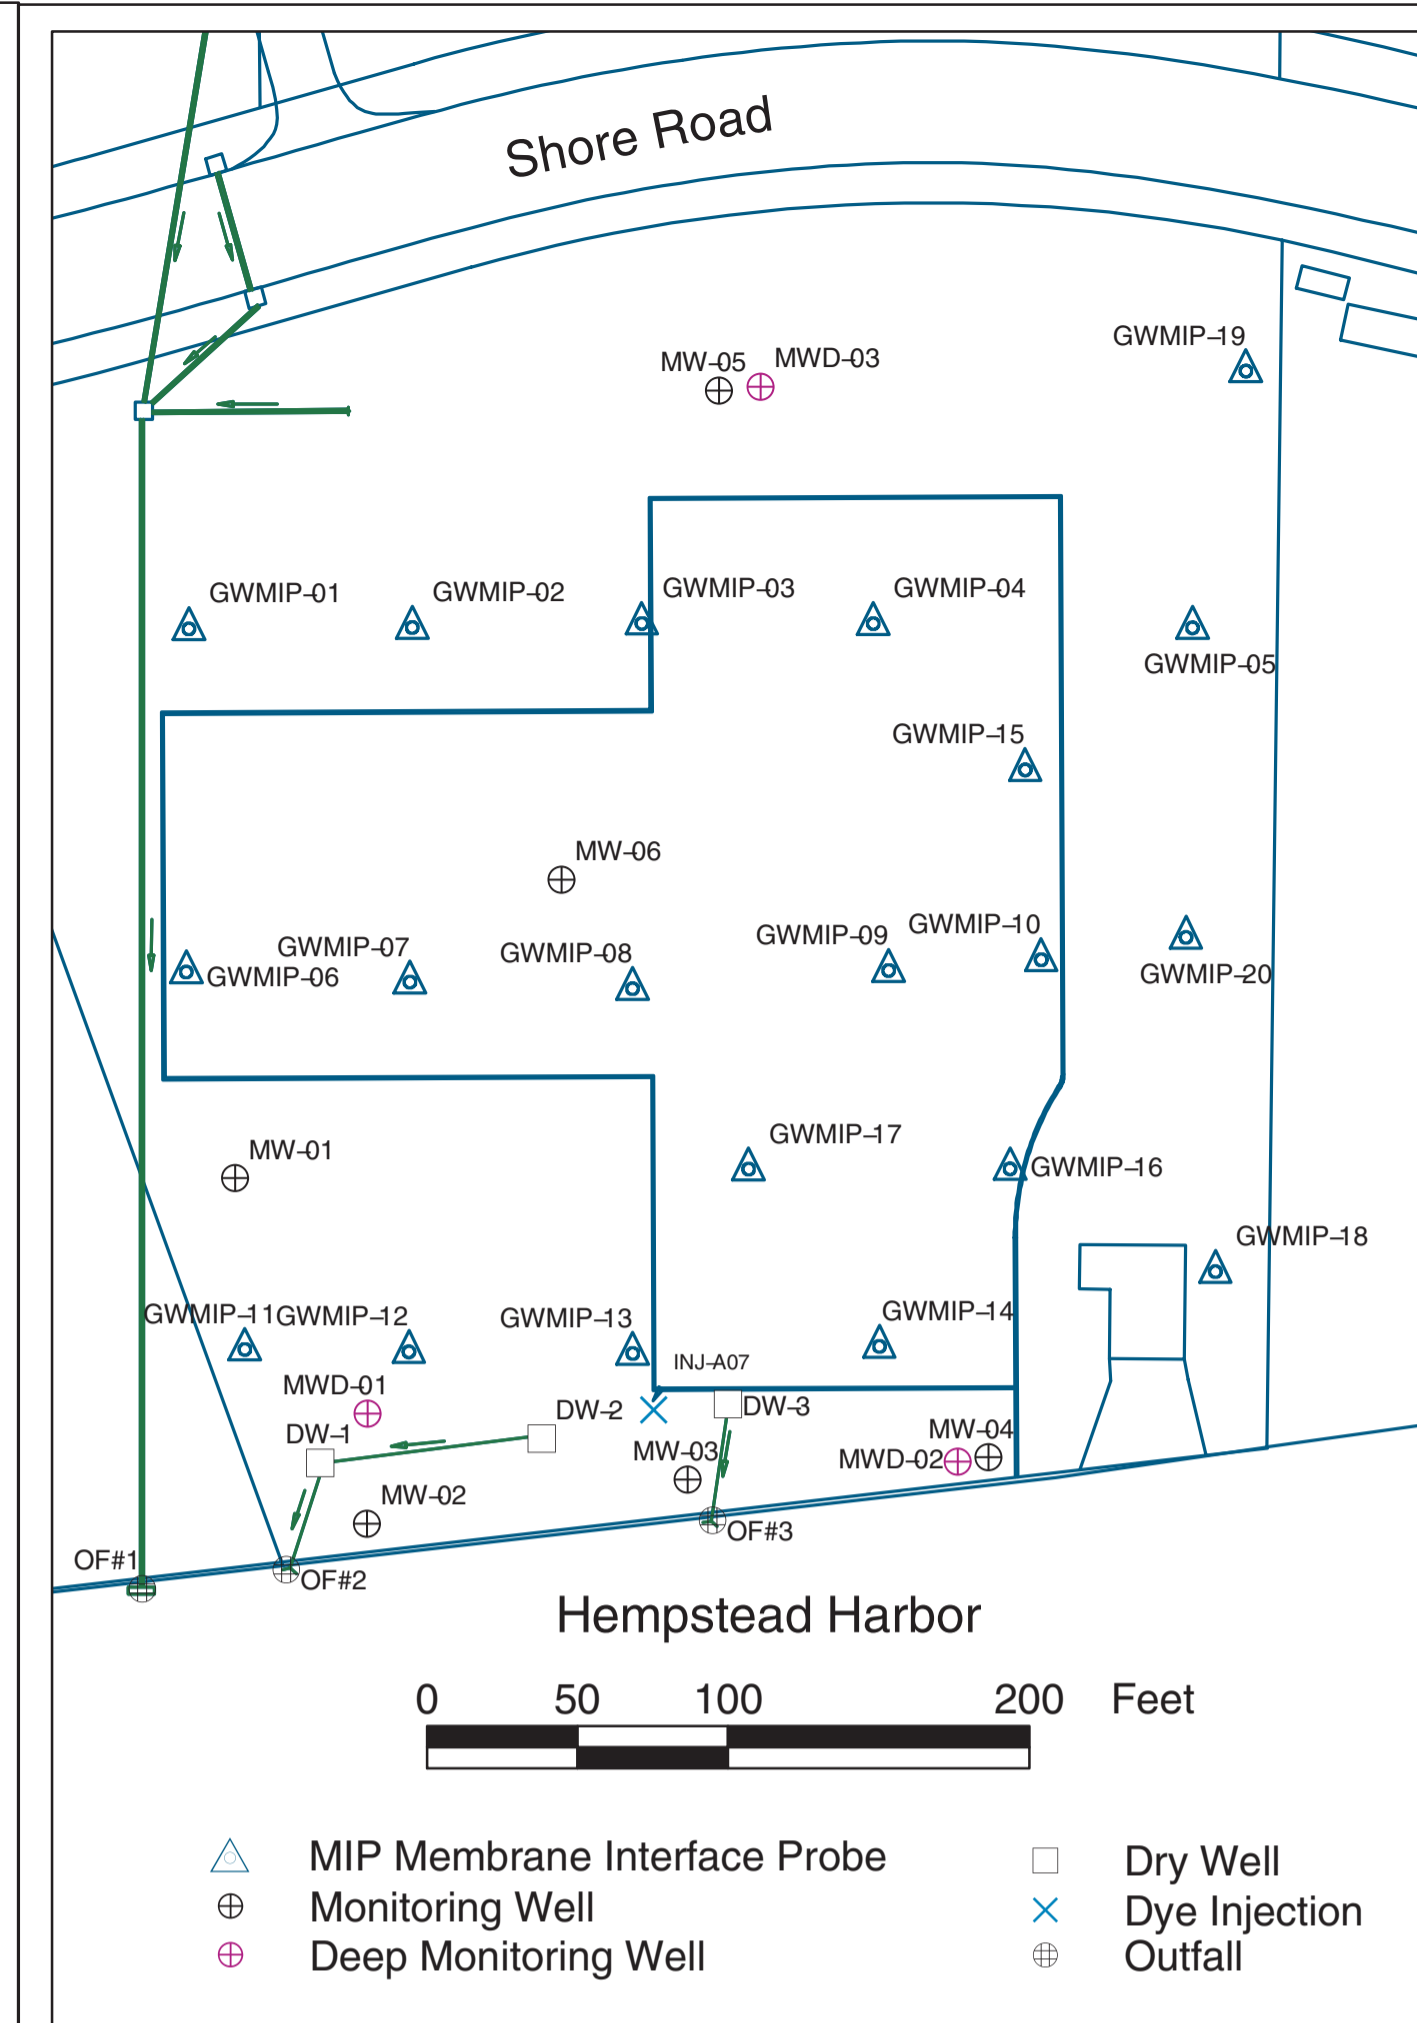 Shore Road
GWMIP-19
MW-05
MWD-03
GWMIP-01
GWMIP-02
GWMIP-03
GWMIP-04
GWMIP-05
GWMIP-15
MW-06
GWMIP-10
GWMIP-09
GWMIP-07
GWMIP-08
GWMIP-06
GWMIP-20
GWMIP-17
MW-01
GWMIP-16
GWMIP-18
GWMIP-11
GWMIP-12
GWMIP-13
GWMIP-14
INJ-A07
MWD-01
DW-2
DW-3
DW-1
MW-04
MW-03
MWD-02
MW-02
OF#3
OF#1
OF#2
Hempstead Harbor
0 50 100 200 Feet
MIP Membrane Interface Probe
Monitoring Well
Deep Monitoring Well
Dry Well
Dye Injection
Outfall